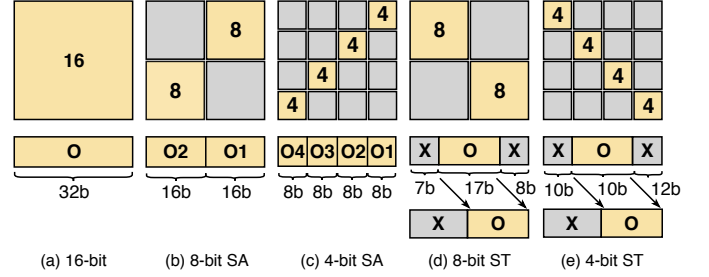 16
8
8
4
4
4
4
8
8
4
4
4
4
O
O2 O1
O4 O3 O2 O1
X O X
X O X
32b
16b 16b
8b 8b 8b 8b
7b 17b 8b
10b 10b 12b
X O
X O
(a) 16-bit
(b) 8-bit SA
(c) 4-bit SA
(d) 8-bit ST
(e) 4-bit ST